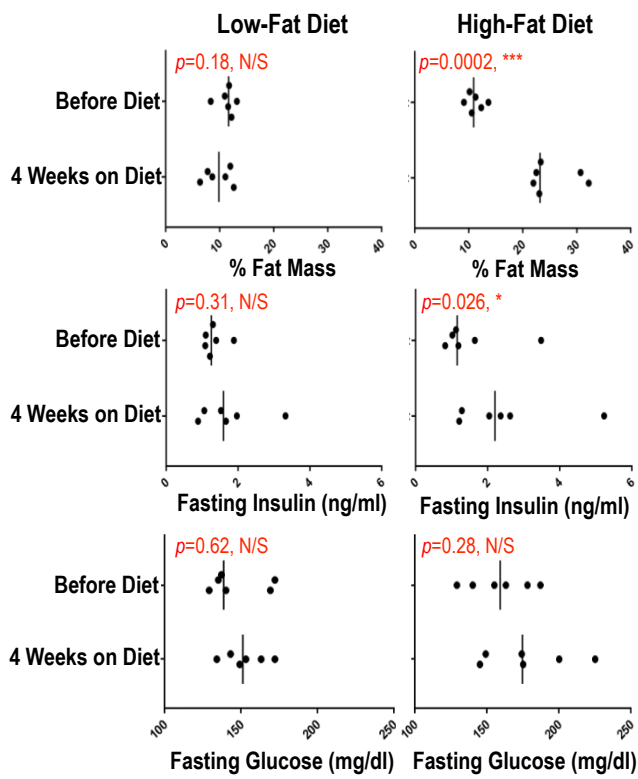 Low-Fat Diet
High-Fat Diet
p=0.18, N/S
p=0.0002, ***
Before Diet
4 Weeks on Diet
0 10 20 30 40
0 10 20 30 40
% Fat Mass
% Fat Mass
p=0.31, N/S
p=0.026, *
Before Diet
4 Weeks on Diet
0 2 4 6
0 2 4 6
Fasting Insulin (ng/ml)
Fasting Insulin (ng/ml)
p=0.62, N/S
p=0.28, N/S
Before Diet
4 Weeks on Diet
100 150 200 250
100 150 200 250
Fasting Glucose (mg/dl)
Fasting Glucose (mg/dl)